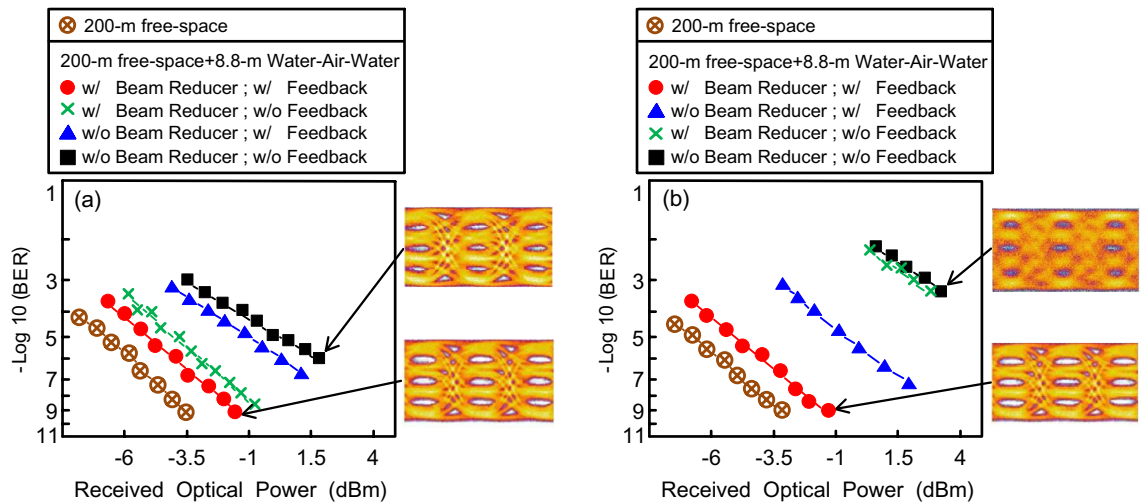 200-m free-space
200-m free-space+8.8-m Water-Air-Water
w/ Beam Reducer ; w/ Feedback
w/ Beam Reducer ; w/o Feedback
w/o Beam Reducer ; w/ Feedback
w/o Beam Reducer ; w/o Feedback
(a)
-Log 10 (BER)
1
3
5
7
9
11
-6 -3.5 -1 1.5 4
Received Optical Power (dBm)
200-m free-space
200-m free-space+8.8-m Water-Air-Water
w/ Beam Reducer ; w/ Feedback
w/o Beam Reducer ; w/ Feedback
w/ Beam Reducer ; w/o Feedback
w/o Beam Reducer ; w/o Feedback
(b)
-Log 10 (BER)
1
3
5
7
9
11
-6 -3.5 -1 1.5 4
Received Optical Power (dBm)